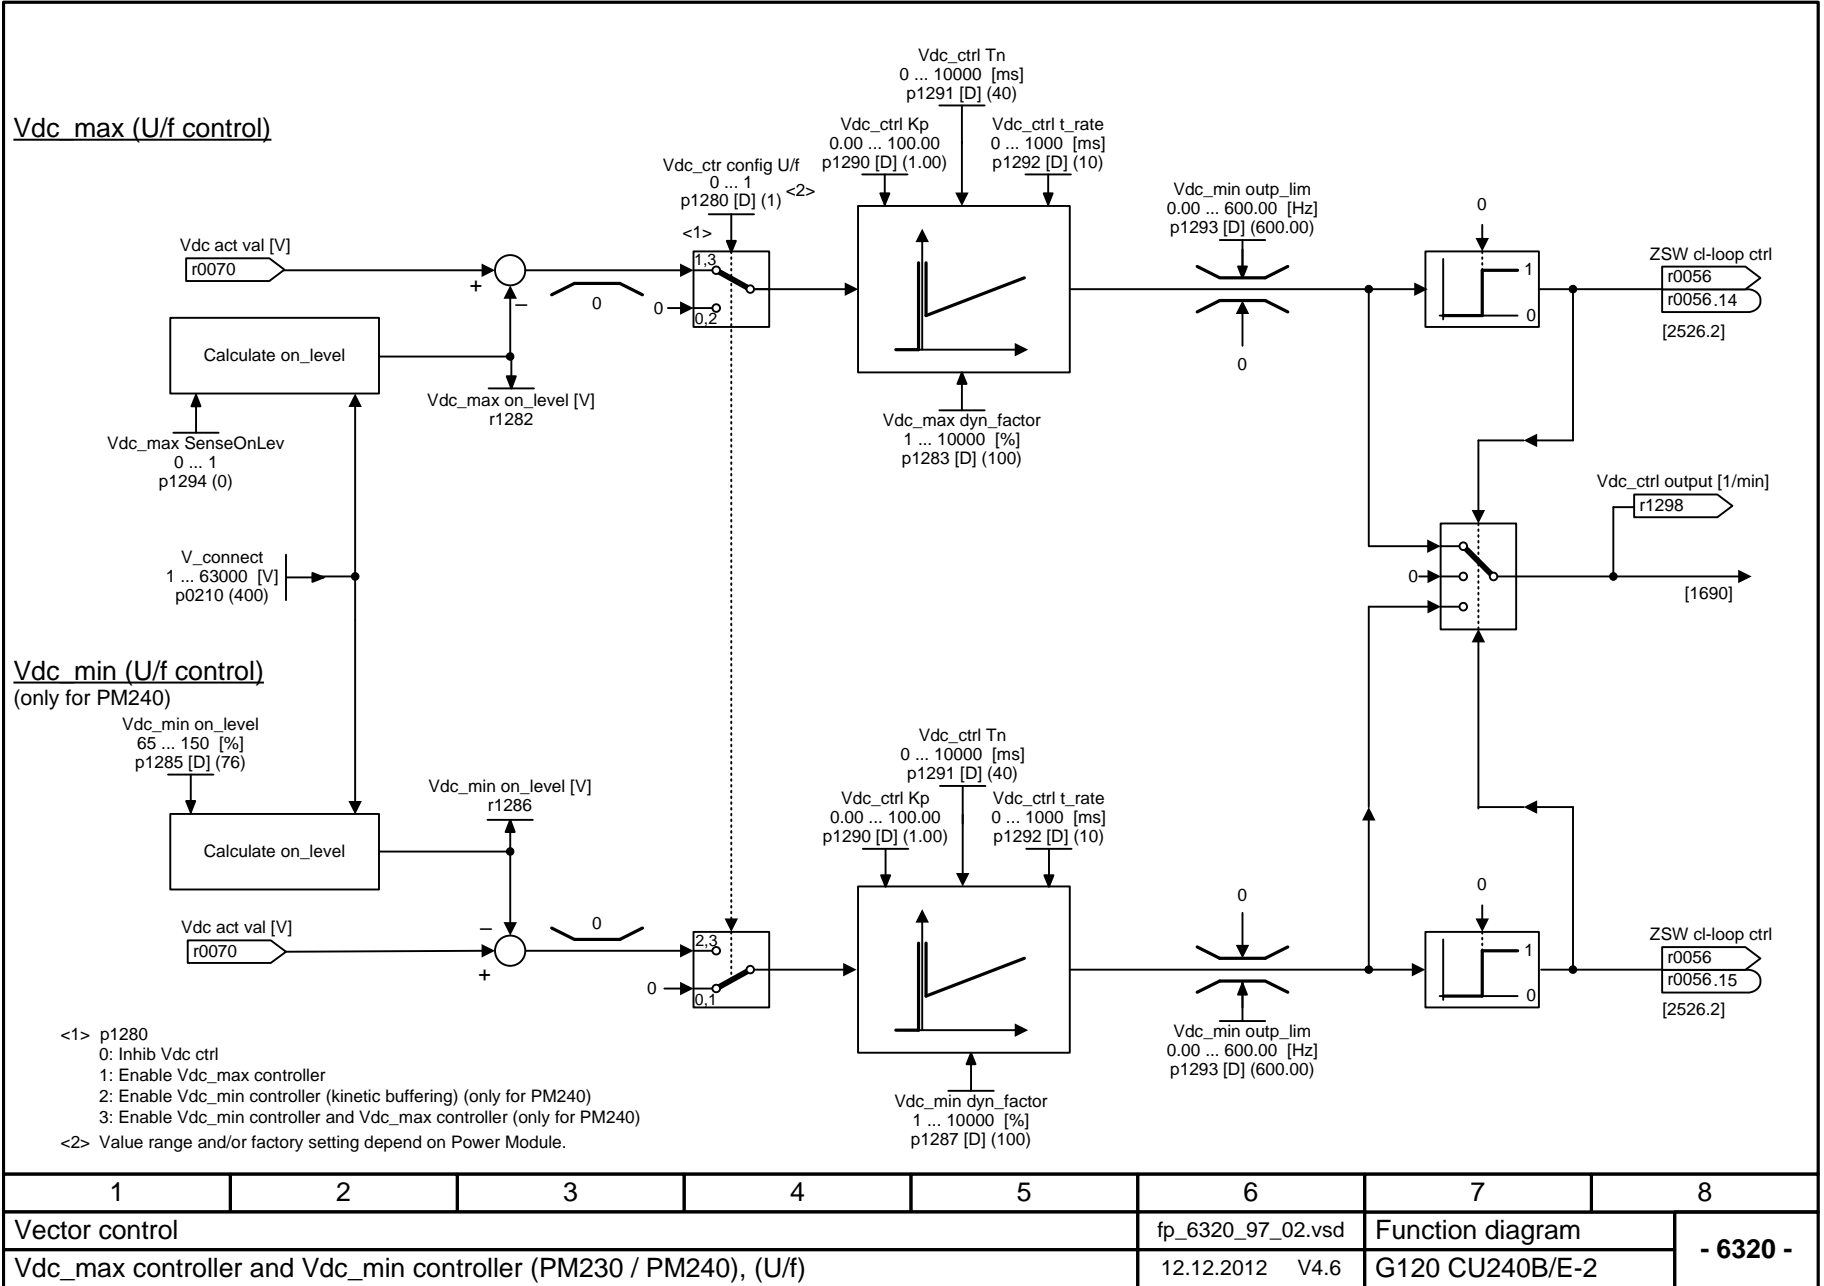 Vdc_max (U/f control)
Vdc_ctrl Tn
0 ... 10000 [ms]
p1291 [D] (40)
Vdc_ctrl Kp
0.00 ... 100.00
p1290 [D] (1.00)
Vdc_ctrl t_rate
0 ... 1000 [ms]
p1292 [D] (10)
Vdc_ctr config U/f
0 ... 1
p1280 [D] (1)
<2>
<1>
Vdc_min outp_lim
0.00 ... 600.00 [Hz]
p1293 [D] (600.00)
0
Vdc act val [V]
r0070
+
–
0
1,3
0
0,2
0
1
0
ZSW cl-loop ctrl
r0056
r0056.14
[2526.2]
Calculate on_level
Vdc_max on_level [V]
r1282
Vdc_max SenseOnLev
0 ... 1
p1294 (0)
Vdc_max dyn_factor
1 ... 10000 [%]
p1283 [D] (100)
V_connect
1 ... 63000 [V]
p0210 (400)
Vdc_ctrl output [1/min]
r1298
0
[1690]
Vdc_min (U/f control)
(only for PM240)
Vdc_min on_level
65 ... 150 [%]
p1285 [D] (76)
Vdc_min on_level [V]
r1286
Calculate on_level
Vdc_ctrl Tn
0 ... 10000 [ms]
p1291 [D] (40)
Vdc_ctrl Kp
0.00 ... 100.00
p1290 [D] (1.00)
Vdc_ctrl t_rate
0 ... 1000 [ms]
p1292 [D] (10)
Vdc act val [V]
r0070
–
+
0
2,3
0
0,1
0
0
1
0
ZSW cl-loop ctrl
r0056
r0056.15
[2526.2]
Vdc_min outp_lim
0.00 ... 600.00 [Hz]
p1293 [D] (600.00)
Vdc_min dyn_factor
1 ... 10000 [%]
p1287 [D] (100)
<1> p1280
0: Inhib Vdc ctrl
1: Enable Vdc_max controller
2: Enable Vdc_min controller (kinetic buffering) (only for PM240)
3: Enable Vdc_min controller and Vdc_max controller (only for PM240)
<2> Value range and/or factory setting depend on Power Module.
1 2 3 4 5 6 7 8
Vector control
fp_6320_97_02.vsd
Function diagram
- 6320 -
Vdc_max controller and Vdc_min controller (PM230 / PM240), (U/f)
12.12.2012 V4.6
G120 CU240B/E-2